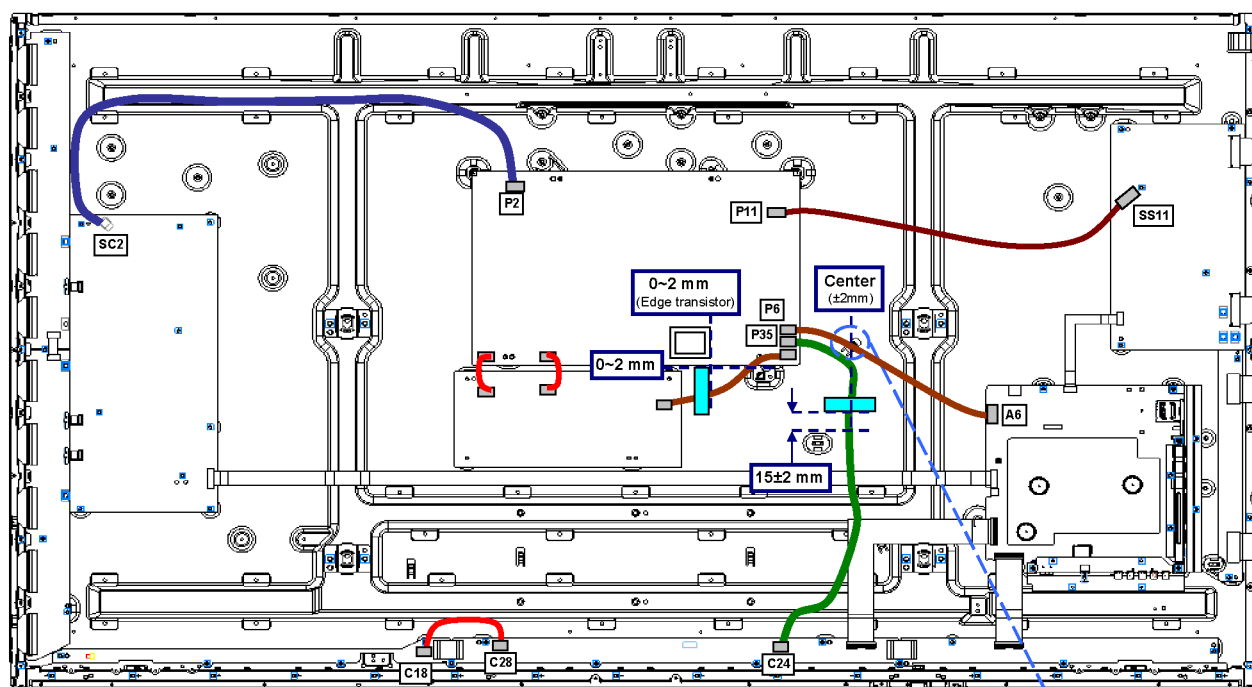 P2
P11
SS11
SC2
0~2 mm
(Edge transistor)
Center
(±2mm)
P6
P35
0~2 mm
A6
15±2 mm
C18
C28
C24